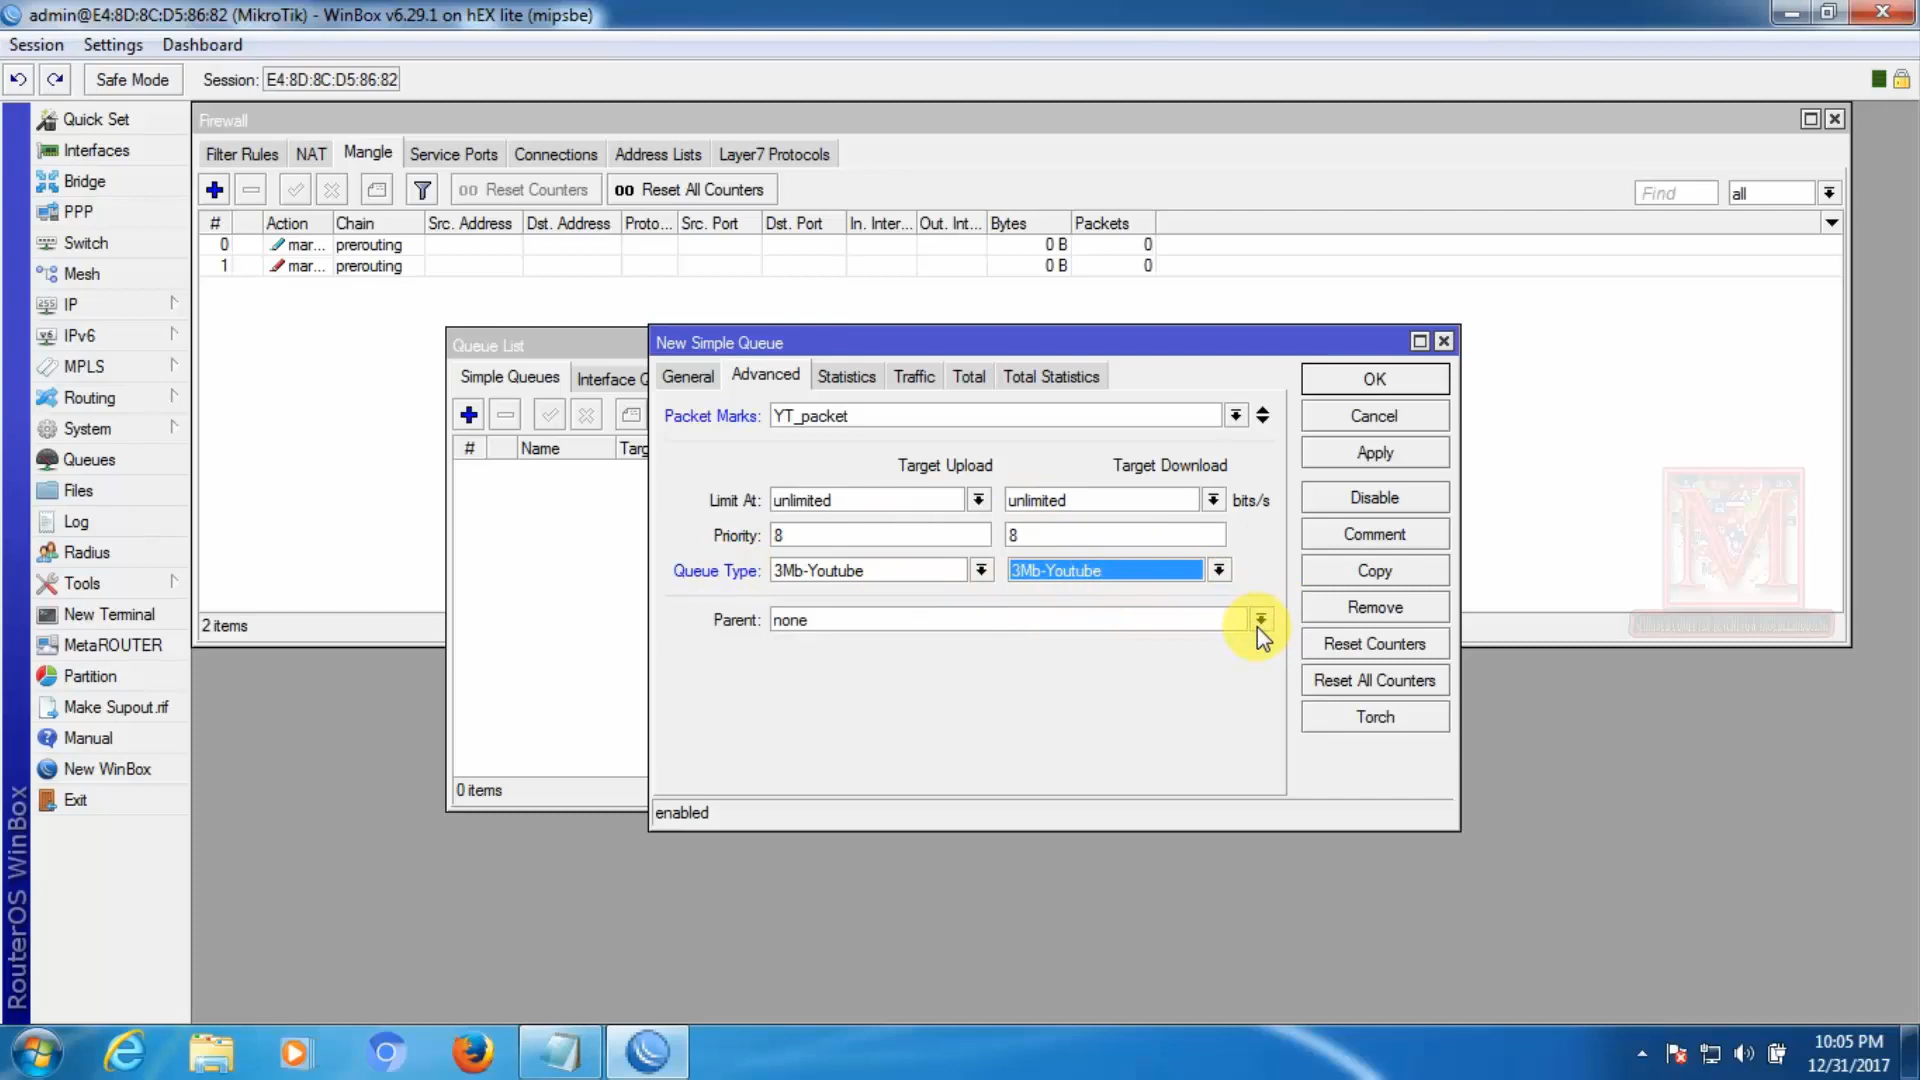 admin@E4:8D:8C:D5:86:82 (MikroTik) - WinBox v6.29.1 on hEX lite (mipsbe)
Session Settings Dashboard
Safe Mode Session: E4:8D:8C:D5:86:82
Quick Set
Interfaces
Bridge
PPP
Switch
Mesh
IP
IPv6
MPLS
Routing
System
Queues
Files
Log
Radius
Tools
New Terminal
MetaROUTER
Partition
Make Supout.rif
Manual
New WinBox
Exit
RouterOS WinBox
Firewall
Filter Rules NAT Mangle Service Ports Connections Address Lists Layer7 Protocols
00 Reset Counters 00 Reset All Counters Find all
# Action Chain Src. Address Dst. Address Proto... Src. Port Dst. Port In. Inter... Out. Int... Bytes Packets
0 mar... prerouting 0 B 0
1 mar... prerouting 0 B 0
2 items
Queue List
Simple Queues Interface Q
# Name Targ
0 items
New Simple Queue
General Advanced Statistics Traffic Total Total Statistics
Packet Marks: YT_packet
Target Upload Target Download
Limit At: unlimited unlimited bits/s
Priority: 8 8
Queue Type: 3Mb-Youtube 3Mb-Youtube
Parent: none
enabled
OK
Cancel
Apply
Disable
Comment
Copy
Remove
Reset Counters
Reset All Counters
Torch
10:05 PM
12/31/2017